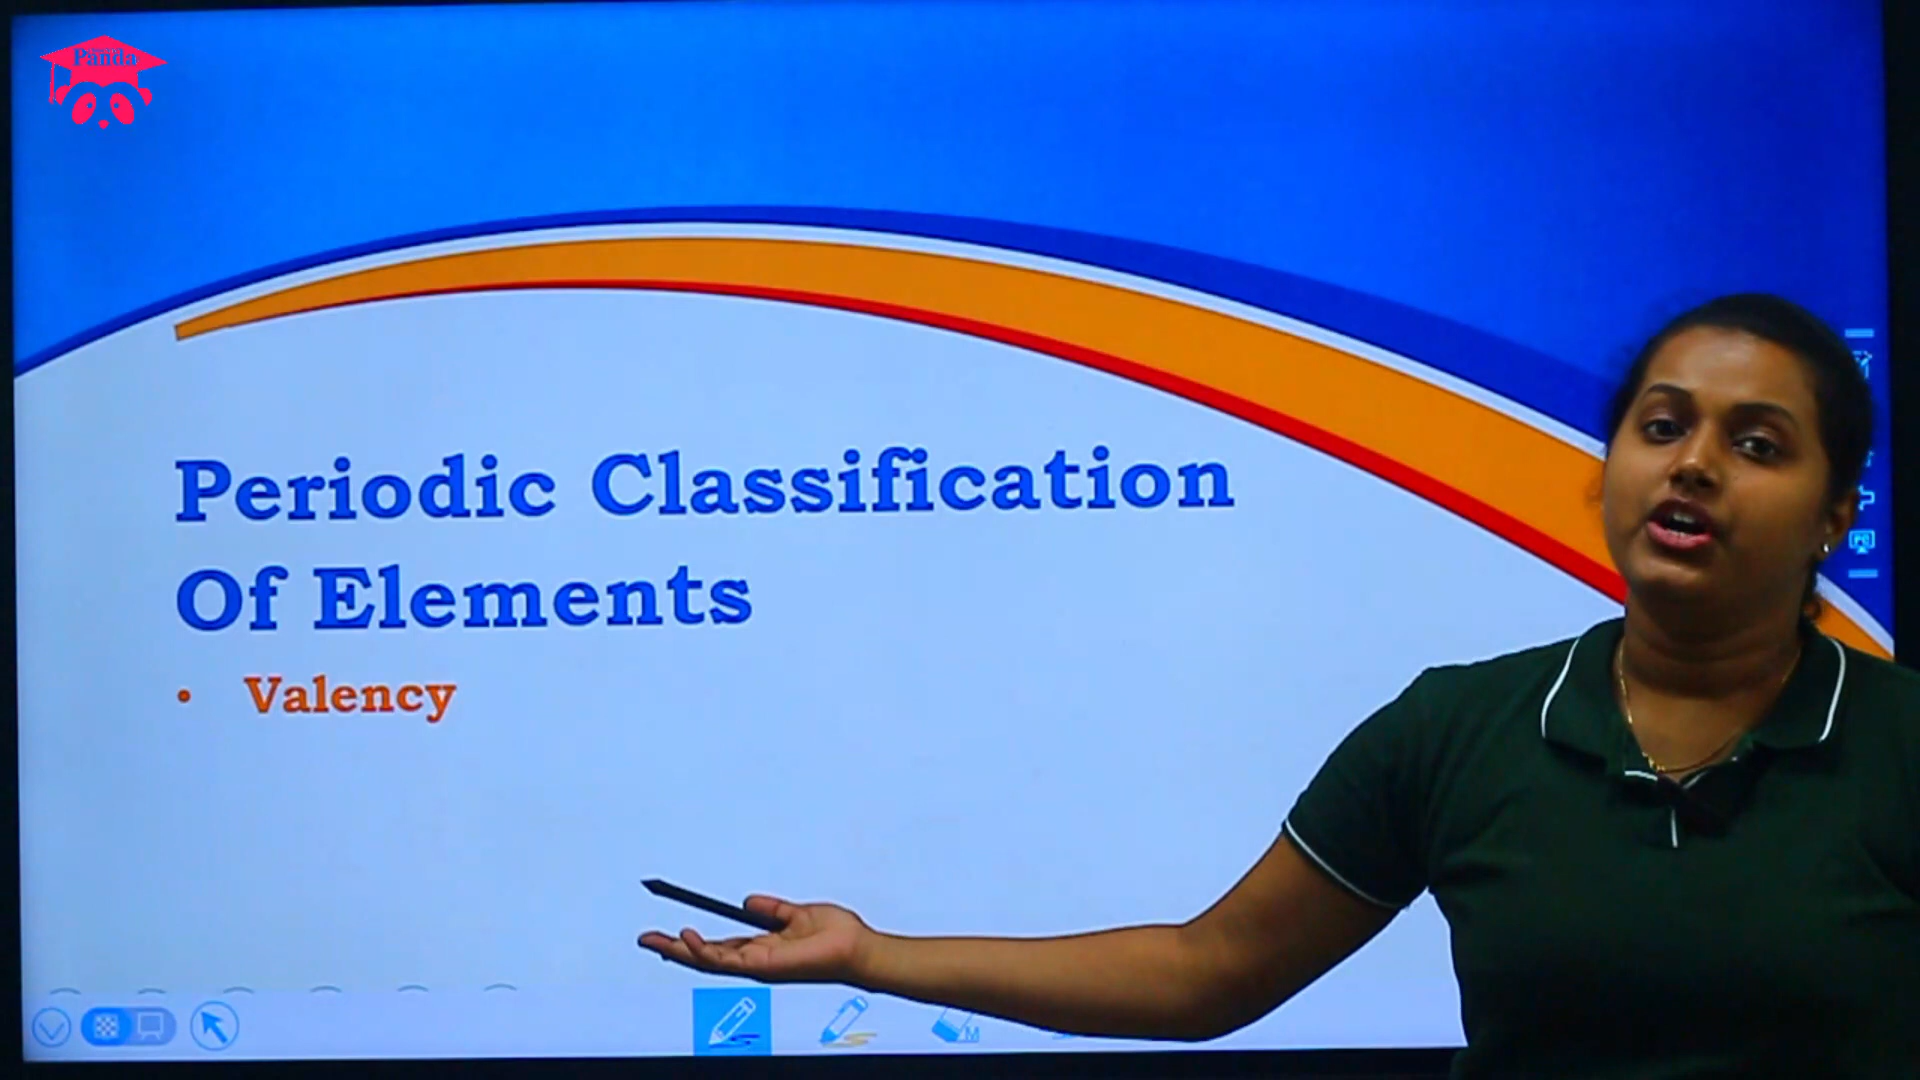 Panda
Periodic Classification
Of Elements
• Valency
M